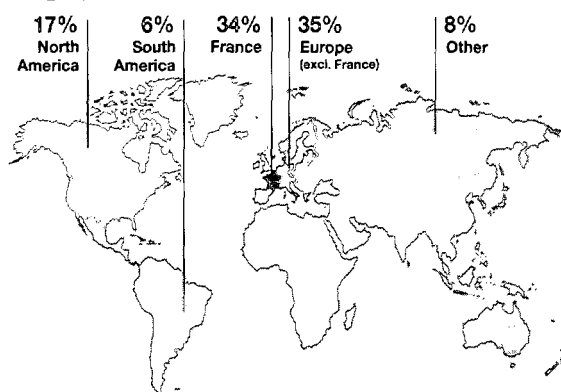 17%
North
America
6%
South
America
34%
France
35%
Europe
(excl. France)
8%
Other